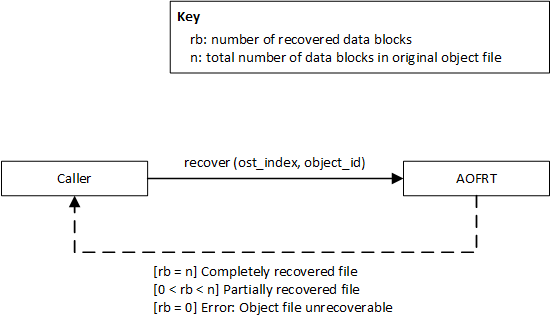 Key
rb: number of recovered data blocks
n: total number of data blocks in original object file
recover (ost_index, object_id)
Caller
AOFRT
[rb = n] Completely recovered file
[0 < rb < n] Partially recovered file
[rb = 0] Error: Object file unrecoverable